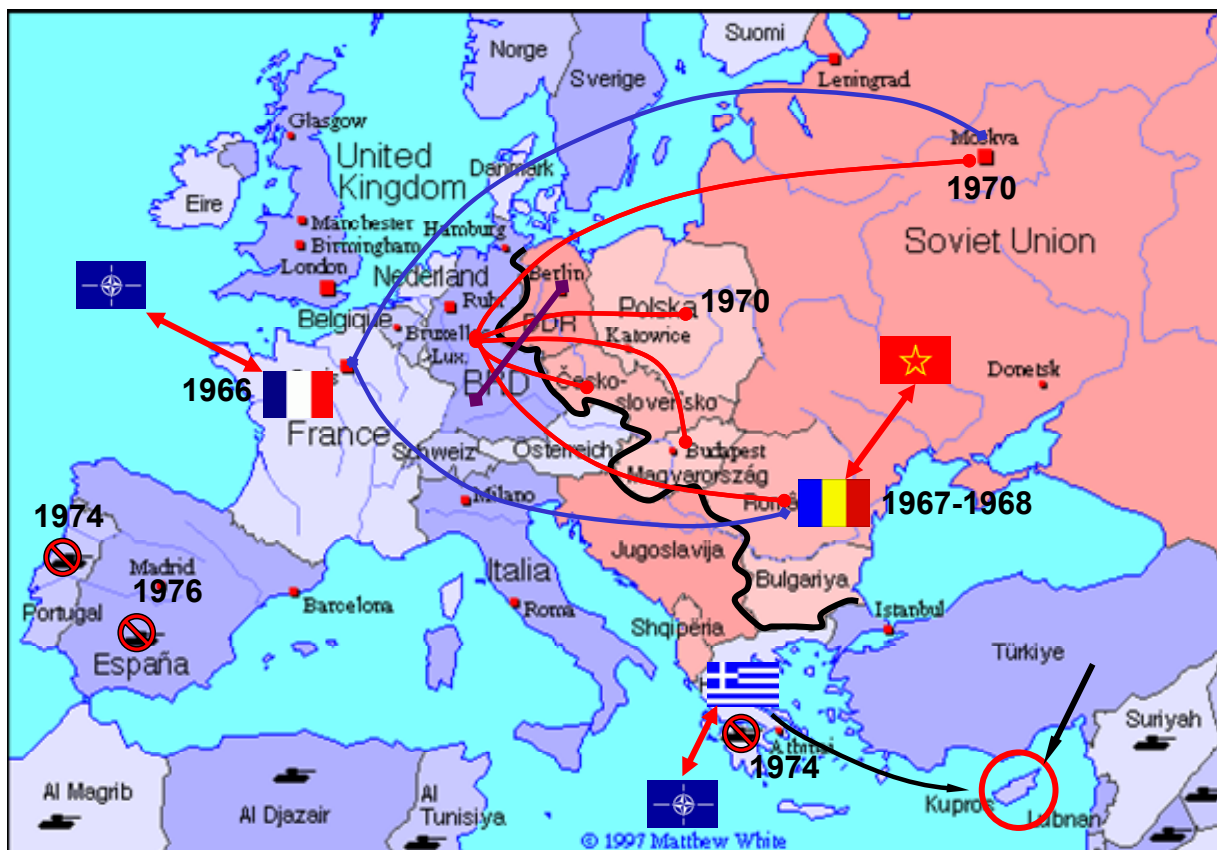 Norge
Suomi
Sverige
Leningrad
Glasgow
Moskva
1970
United
Kingdom
Danmark
Eire
Soviet Union
Manchester
Hamburg
Birmingham
London
Nederland
Berlin
Ruhr
Polska
1970
Belgique
DDR
Katowice
Lux.
BRD
Česko-
slovensko
Donetsk
1966
France
Schweiz
Österreich
Budapest
Magyarország
Milano
1967-1968
1974
Jugoslavija
Madrid
1976
Italia
Bulgariya
Portugal
Barcelona
Roma
Istanbul
España
Shqipëria
Türkiye
Suriyah
1974
Al Magrib
Al Djazair
Al
Tunisiya
Kupros
Lubnan
© 1997 Matthew White